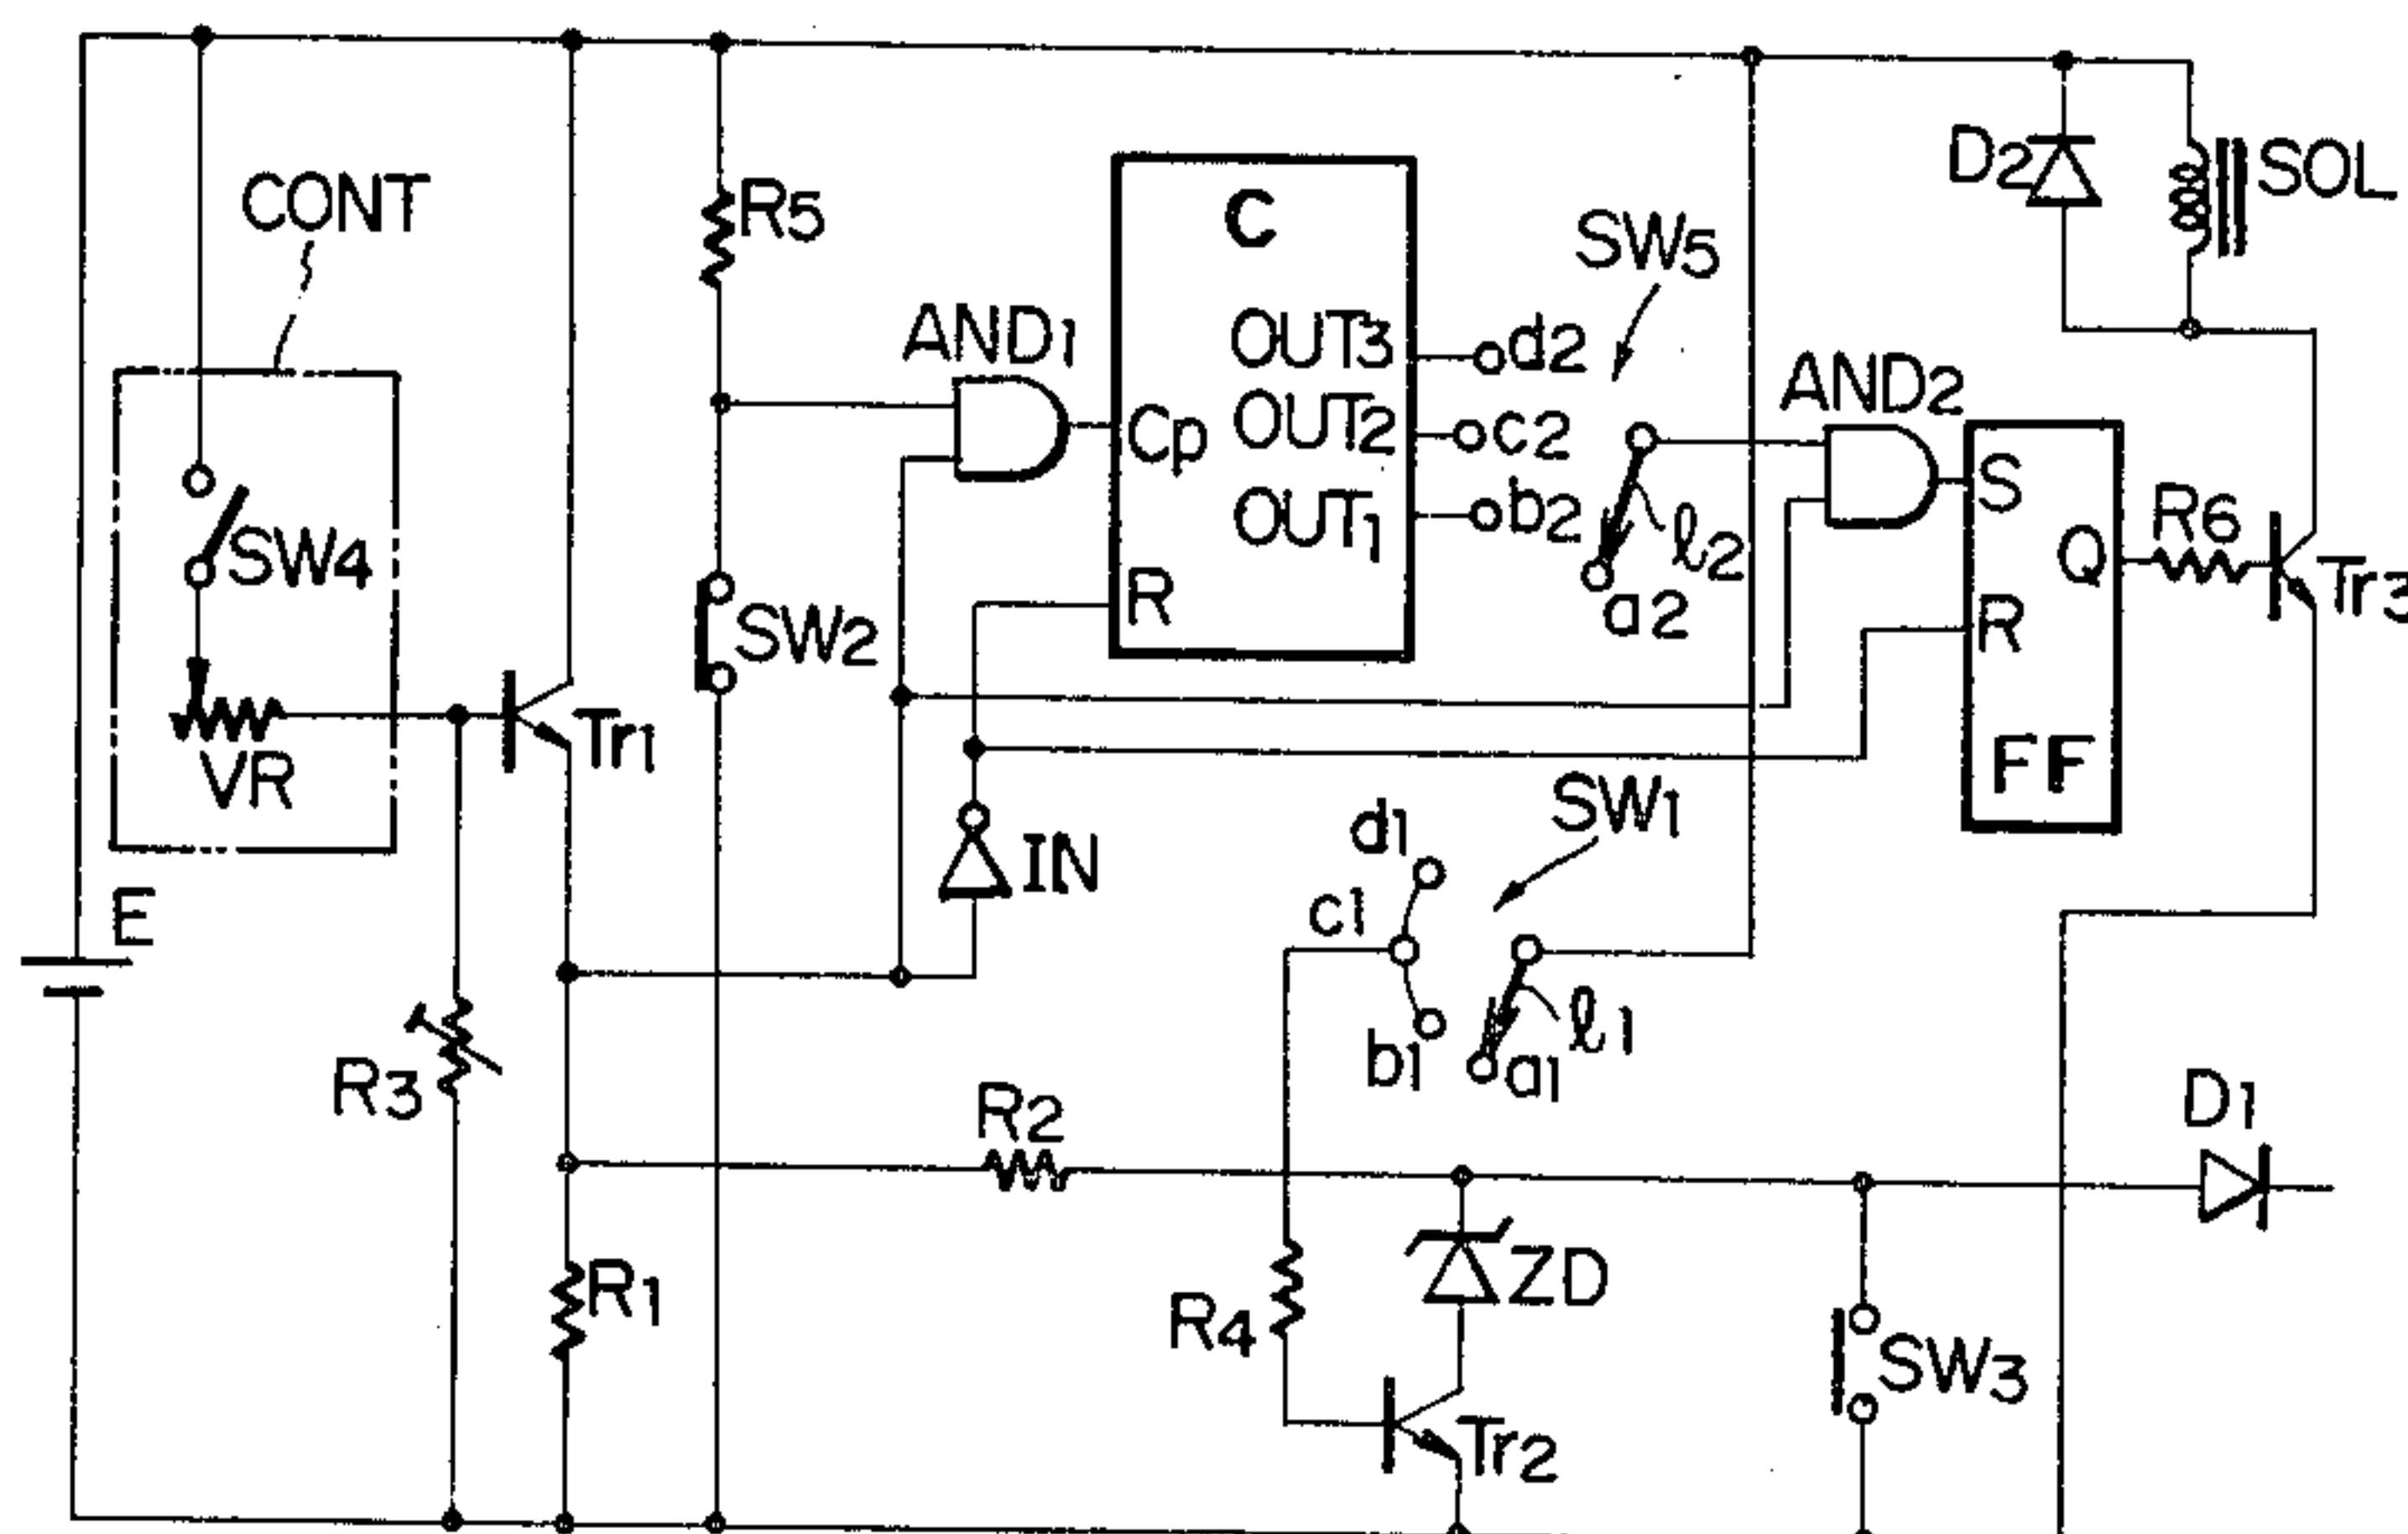 CONT
SW4
VR
E
R3
Tr1
R1
R5
SW2
AND1
C
Cp
R
OUT3
OUT2
OUT1
d2
c2
b2
SW5
ℓ2
a2
IN
R2
SW1
d1
c1
b1
a1
ℓ1
R4
ZD
Tr2
SW3
D1
AND2
S
R
Q
FF
R6
Tr3
D2
SOL